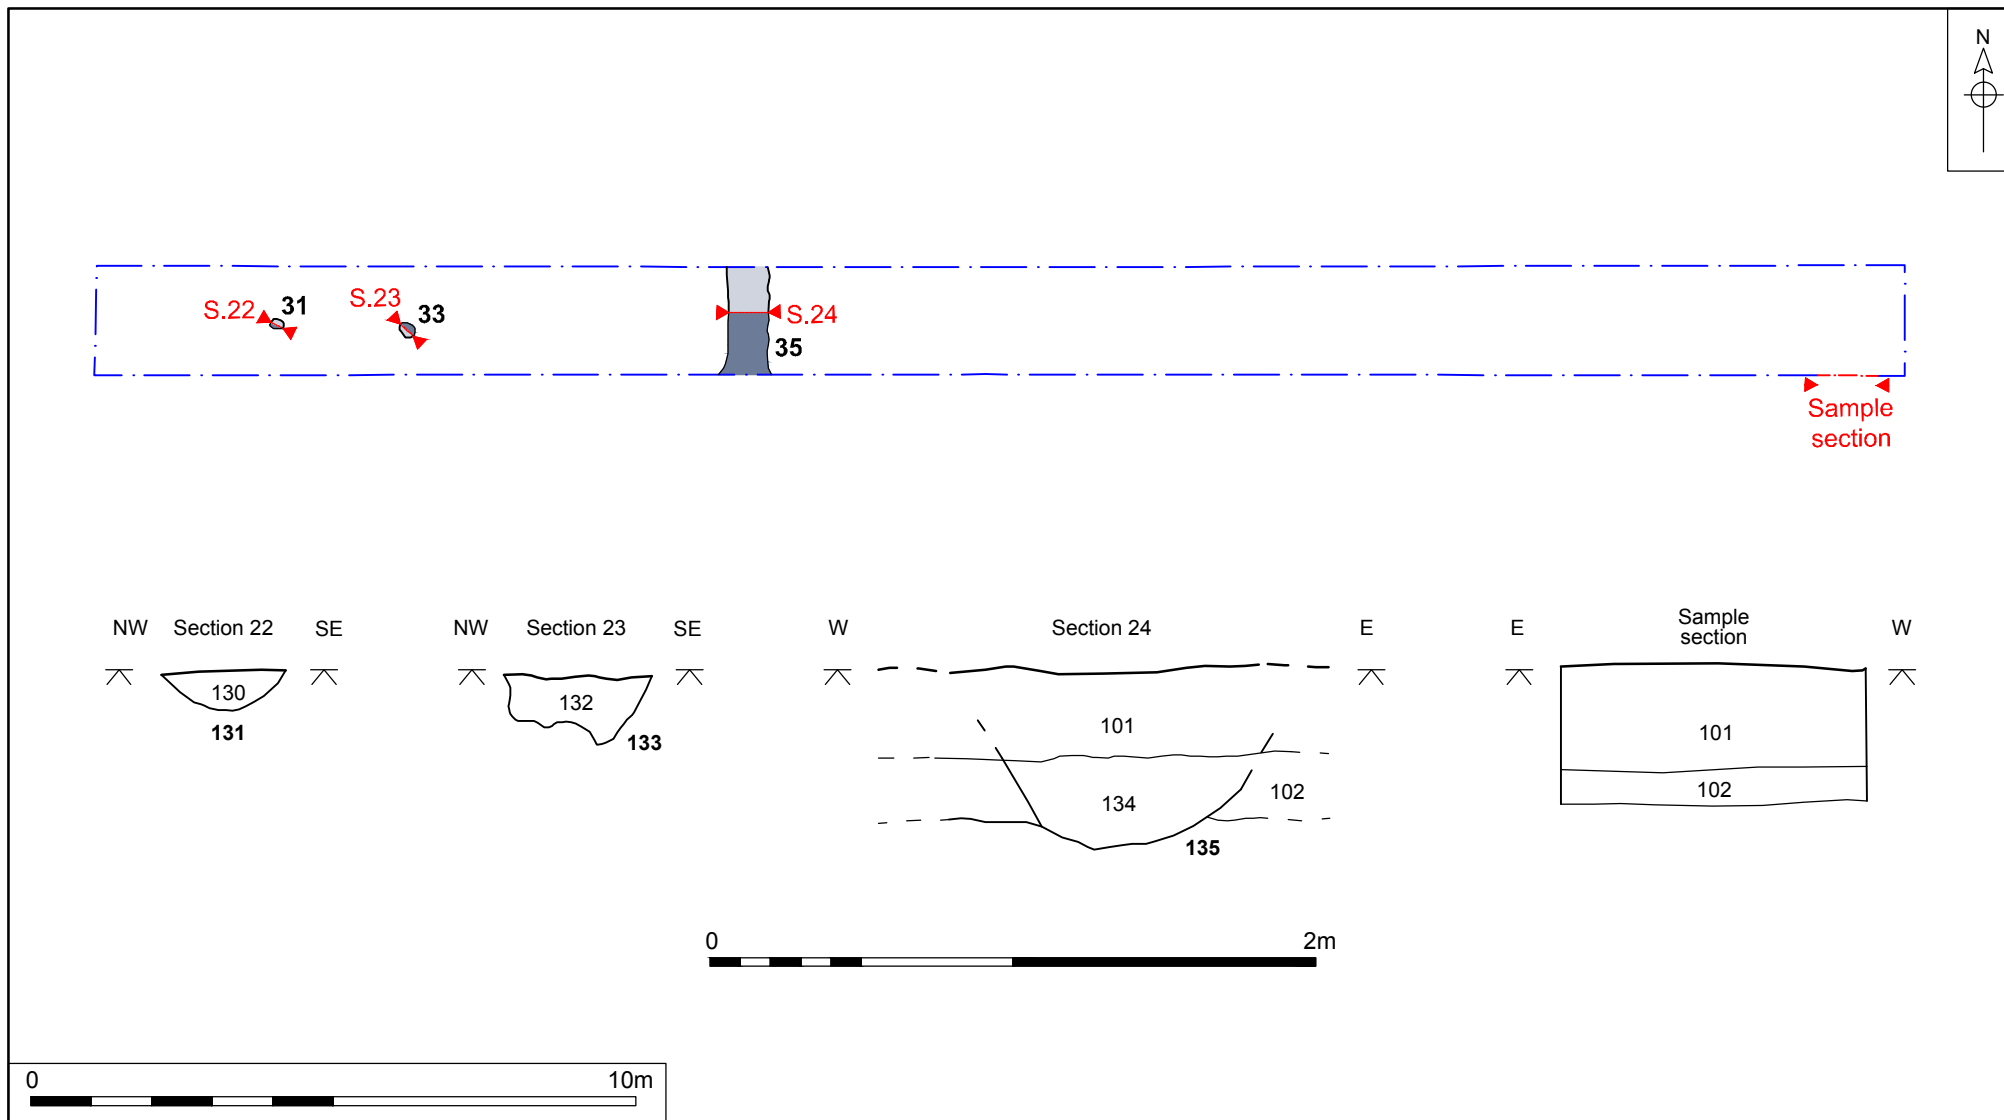 N
S.22
31
S.23
33
S.24
35
Sample
section
NW Section 22 SE
NW Section 23 SE
W Section 24 E
E Sample
section W
130
131
132
133
101
134
102
135
101
102
0 2m
0 10m